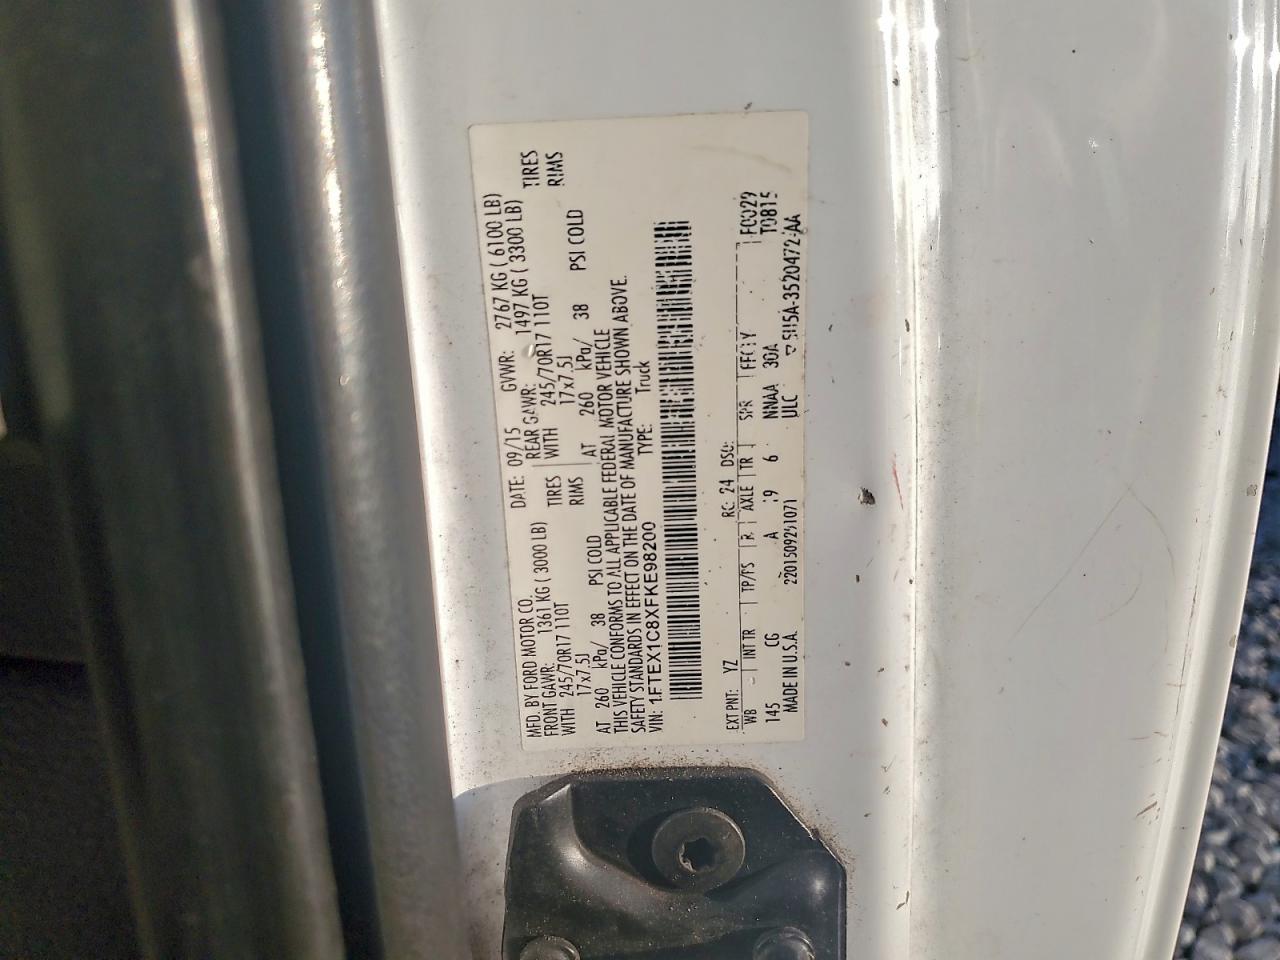 MFD. BY FORD MOTOR CO. DATE: 09/15 GVWR: 2767 KG ( 6100 LB)
FRONT GAWR: 1361 KG ( 3000 LB) REAR GAWR: 1497 KG ( 3300 LB)
WITH 245/70R17 110T TIRES WITH 245/70R17 110T TIRES
17x7.5J RIMS 17x7.5J RIMS
AT 260 kPa/ 38 PSI COLD AT 260 kPa/ 38 PSI COLD
THIS VEHICLE CONFORMS TO ALL APPLICABLE FEDERAL MOTOR VEHICLE
SAFETY STANDARDS IN EFFECT ON THE DATE OF MANUFACTURE SHOWN ABOVE.
VIN: 1FTEX1C8XFKE98200 TYPE: Truck
EXT PNT: YZ RC: 24 DSO: FC029
WB INT TR TP/PS R AXLE TR SPR T0815
145 CG A 6 NNAA 30A
MADE IN U.S.A. ULC